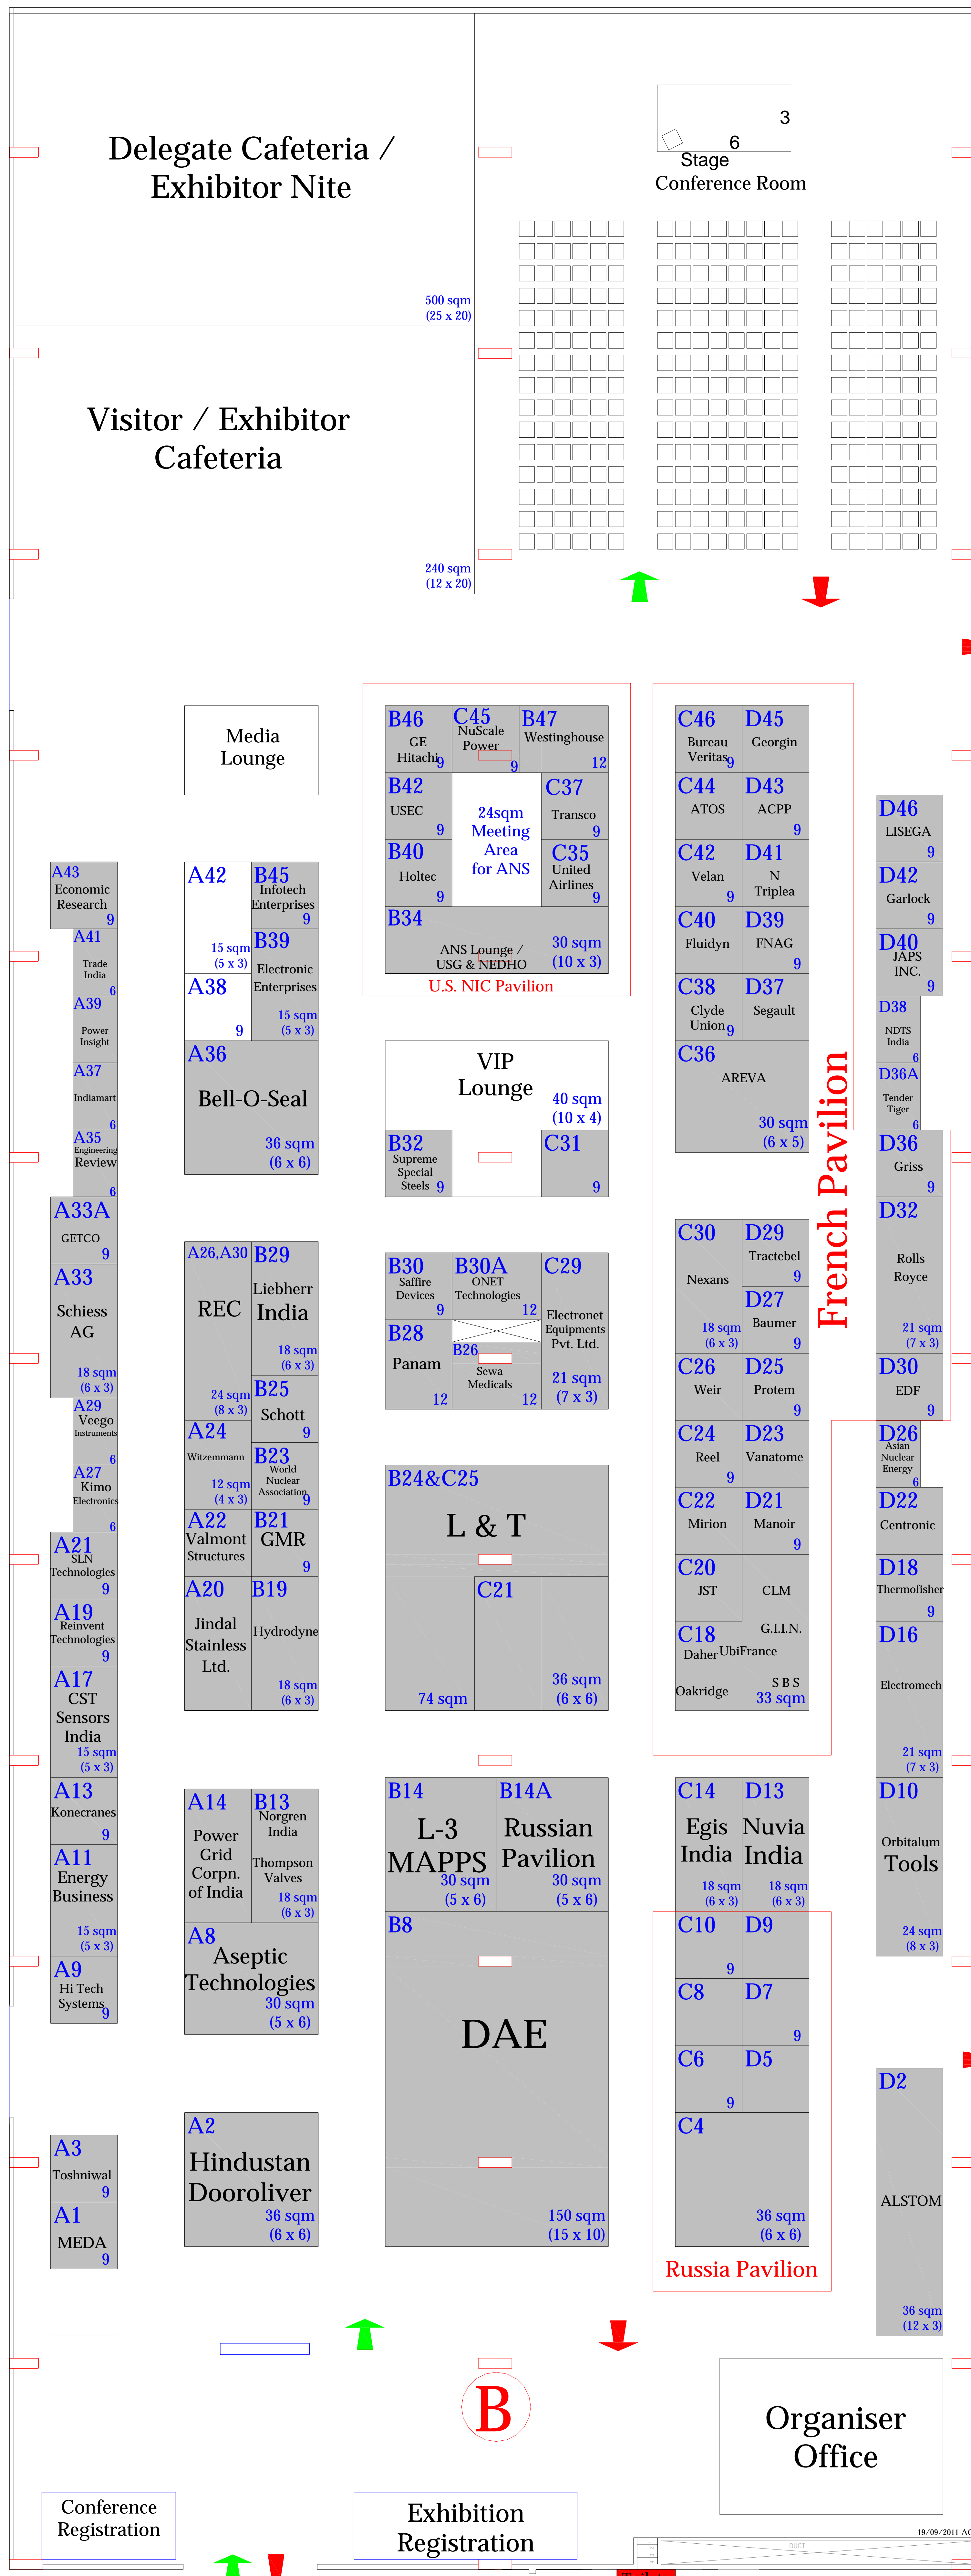 Delegate Cafeteria /
Exhibitor Nite
500 sqm
(25 x 20)
3
6
Stage
Conference Room
Visitor / Exhibitor
Cafeteria
240 sqm
(12 x 20)
Media
Lounge
B46
GE
Hitachi
9
C45
NuScale
Power
9
B47
Westinghouse
12
B42
USEC
9
24sqm
Meeting
Area
for ANS
C37
Transco
9
B40
Holtec
9
C35
United
Airlines
9
B34
ANS Lounge /
USG & NEDHO
30 sqm
(10 x 3)
U.S. NIC Pavilion
C46
Bureau
Veritas
9
D45
Georgin
C44
ATOS
D43
ACPP
9
C42
Velan
9
D41
N
Triplea
C40
Fluidyn
D39
FNAG
9
C38
Clyde
Union
9
D37
Segault
C36
AREVA
30 sqm
(6 x 5)
French Pavilion
D46
LISEGA
9
D42
Garlock
9
D40
JAPS
INC.
9
D38
NDTS
India
6
D36A
Tender
Tiger
6
D36
Griss
9
D32
Rolls
Royce
21 sqm
(7 x 3)
D30
EDF
9
D26
Asian
Nuclear
Energy
6
D22
Centronic
D18
Thermofisher
9
D16
Electromech
21 sqm
(7 x 3)
D10
Orbitalum
Tools
24 sqm
(8 x 3)
D2
ALSTOM
36 sqm
(12 x 3)
A43
Economic
Research
9
A41
Trade
India
6
A39
Power
Insight
A37
Indiamart
6
A35
Engineering
Review
6
A33A
GETCO
9
A33
Schiess
AG
18 sqm
(6 x 3)
A29
Veego
Instruments
6
A27
Kimo
Electronics
6
A21
SLN
Technologies
9
A19
Reinvent
Technologies
9
A17
CST
Sensors
India
15 sqm
(5 x 3)
A13
Konecranes
9
A11
Energy
Business
15 sqm
(5 x 3)
A9
Hi Tech
Systems
9
A3
Toshniwal
9
A1
MEDA
9
A42
15 sqm
(5 x 3)
B45
Infotech
Enterprises
9
B39
Electronic
Enterprises
15 sqm
(5 x 3)
A38
9
A36
Bell-O-Seal
36 sqm
(6 x 6)
A26,A30
REC
24 sqm
(8 x 3)
B29
Liebherr
India
18 sqm
(6 x 3)
B25
Schott
9
A24
Witzemmann
12 sqm
(4 x 3)
B23
World
Nuclear
Association
9
A22
Valmont
Structures
B21
GMR
9
A20
Jindal
Stainless
Ltd.
B19
Hydrodyne
18 sqm
(6 x 3)
A14
Power
Grid
Corpn.
of India
B13
Norgren
India
Thompson
Valves
18 sqm
(6 x 3)
A8
Aseptic
Technologies
30 sqm
(5 x 6)
A2
Hindustan
Dooroliver
36 sqm
(6 x 6)
VIP
Lounge
40 sqm
(10 x 4)
B32
Supreme
Special
Steels
9
C31
9
B30
Saffire
Devices
9
B30A
ONET
Technologies
12
C29
Electronet
Equipments
Pvt. Ltd.
21 sqm
(7 x 3)
B28
Panam
12
B26
Sewa
Medicals
12
B24&C25
L & T
74 sqm
C21
36 sqm
(6 x 6)
B14
L-3
MAPPS
30 sqm
(5 x 6)
B14A
Russian
Pavilion
30 sqm
(5 x 6)
B8
DAE
150 sqm
(15 x 10)
C30
Nexans
18 sqm
(6 x 3)
D29
Tractebel
9
D27
Baumer
9
C26
Weir
D25
Protem
9
C24
Reel
9
D23
Vanatome
C22
Mirion
D21
Manoir
9
C20
JST
CLM
G.I.I.N.
C18
Daher
UbiFrance
Oakridge
S B S
33 sqm
C14
Egis
India
18 sqm
(6 x 3)
D13
Nuvia
India
18 sqm
(6 x 3)
C10
9
D9
C8
D7
9
C6
9
D5
C4
36 sqm
(6 x 6)
Russia Pavilion
B
Organiser
Office
Conference
Registration
Exhibition
Registration
DUCT